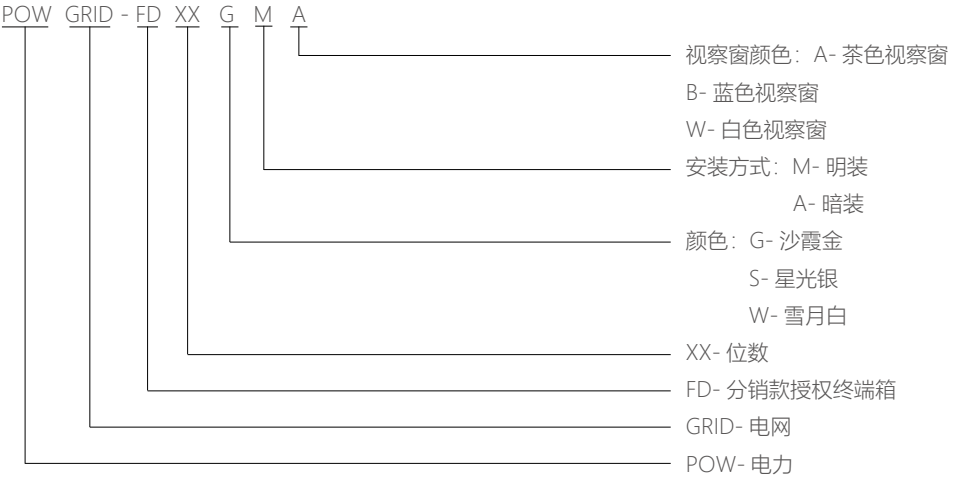 POW GRID - FD XX G M A
视察窗颜色：A- 茶色视察窗
B- 蓝色视察窗
W- 白色视察窗
安装方式：M- 明装
A- 暗装
颜色：G- 沙霞金
S- 星光银
W- 雪月白
XX- 位数
FD- 分销款授权终端箱
GRID- 电网
POW- 电力